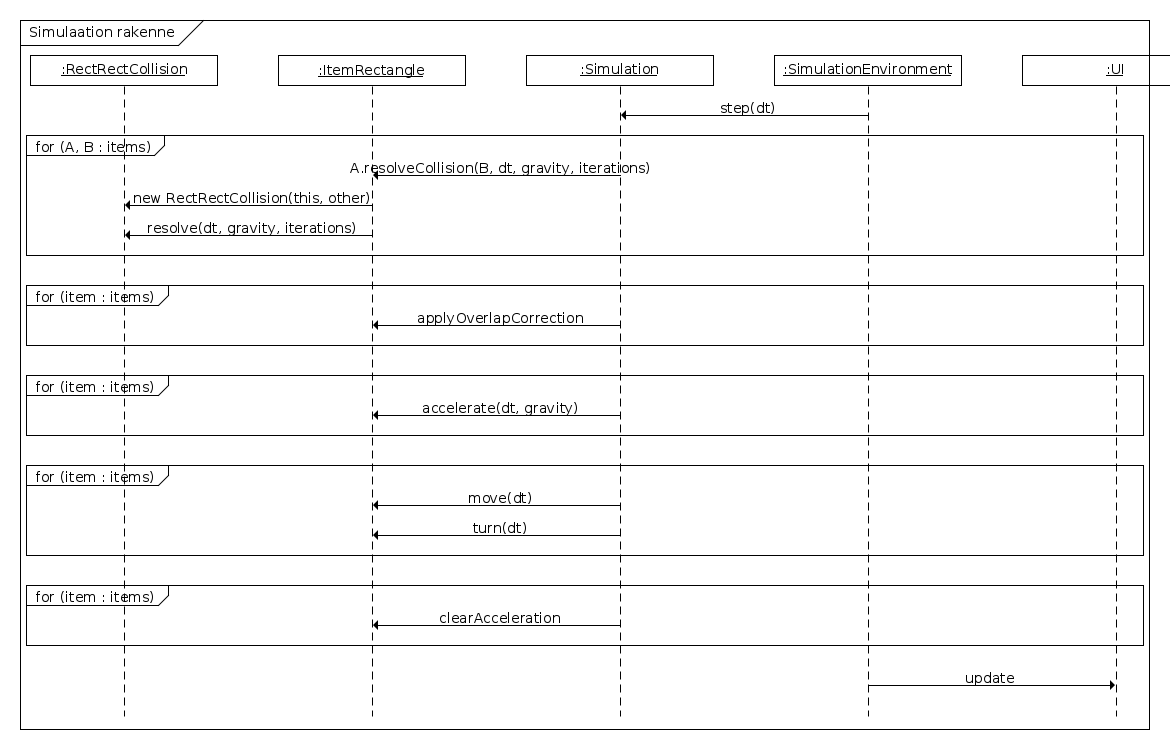 Simulaation rakenne
:RectRectCollision
:ItemRectangle
:Simulation
:SimulationEnvironment
:UI
step(dt)
for (A, B : items)
A.resolveCollision(B, dt, gravity, iterations)
new RectRectCollision(this, other)
resolve(dt, gravity, iterations)
for (item : items)
applyOverlapCorrection
for (item : items)
accelerate(dt, gravity)
for (item : items)
move(dt)
turn(dt)
for (item : items)
clearAcceleration
update